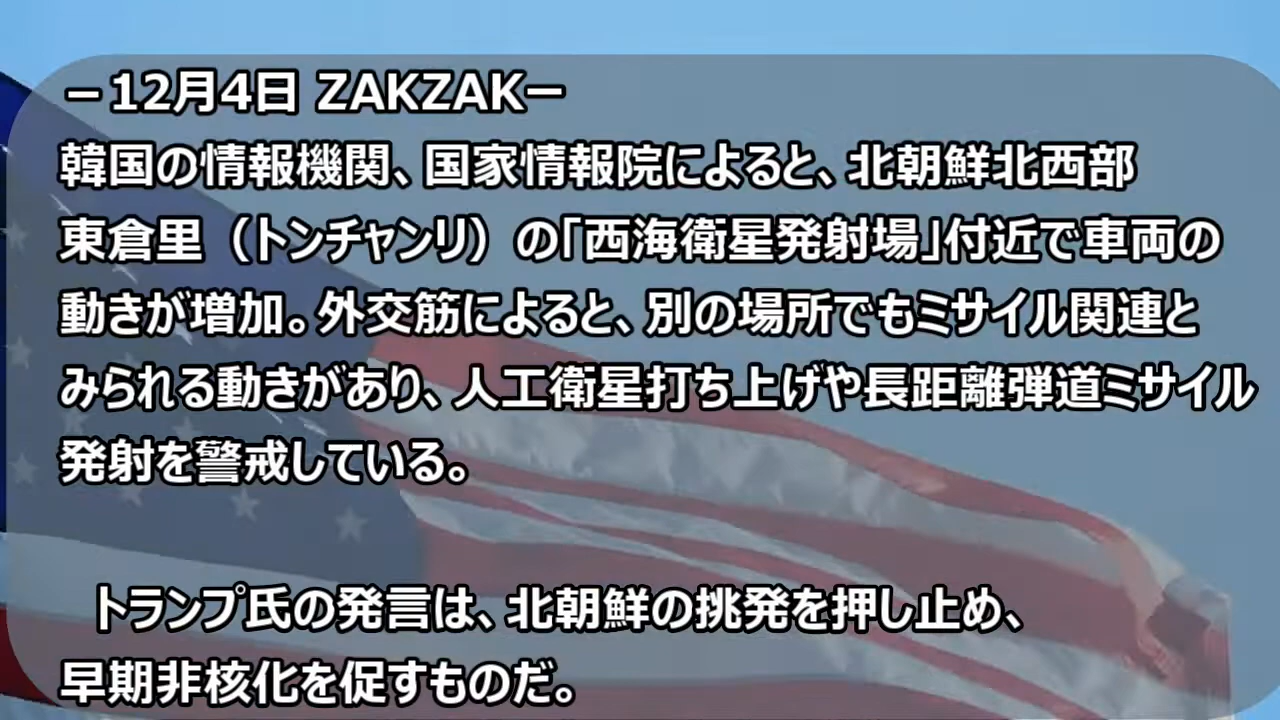 －12月4日 ZAKZAKー
韓国の情報機関、国家情報院によると、北朝鮮北西部
東倉里（トンチャンリ）の｢西海衛星発射場｣付近で車両の
動きが増加。外交筋によると、別の場所でもミサイル関連と
みられる動きがあり、人工衛星打ち上げや長距離弾道ミサイル
発射を警戒している。
トランプ氏の発言は、北朝鮮の挑発を押し止め、
早期非核化を促すものだ。